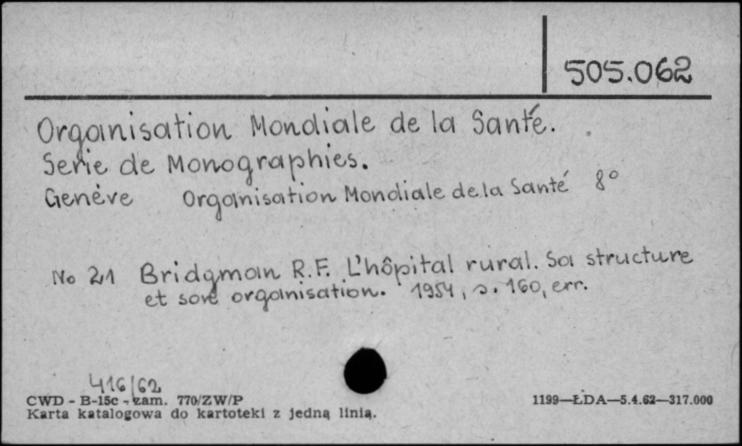 505.062
Organisation Mondiale de la Santé.
Serie de Monographies.
Genève Organisation Mondiale de la Santé 8°
No 21 Bridgman R.F. L'hôpital rural. Sa structure
et son organisation. 1954, s. 160, err.
416/62
CWD - B-15c - zam. 770/ZW/P
Karta katalogowa do kartoteki z jedną linią.
1199—ŁDA—5.4.62—317.000